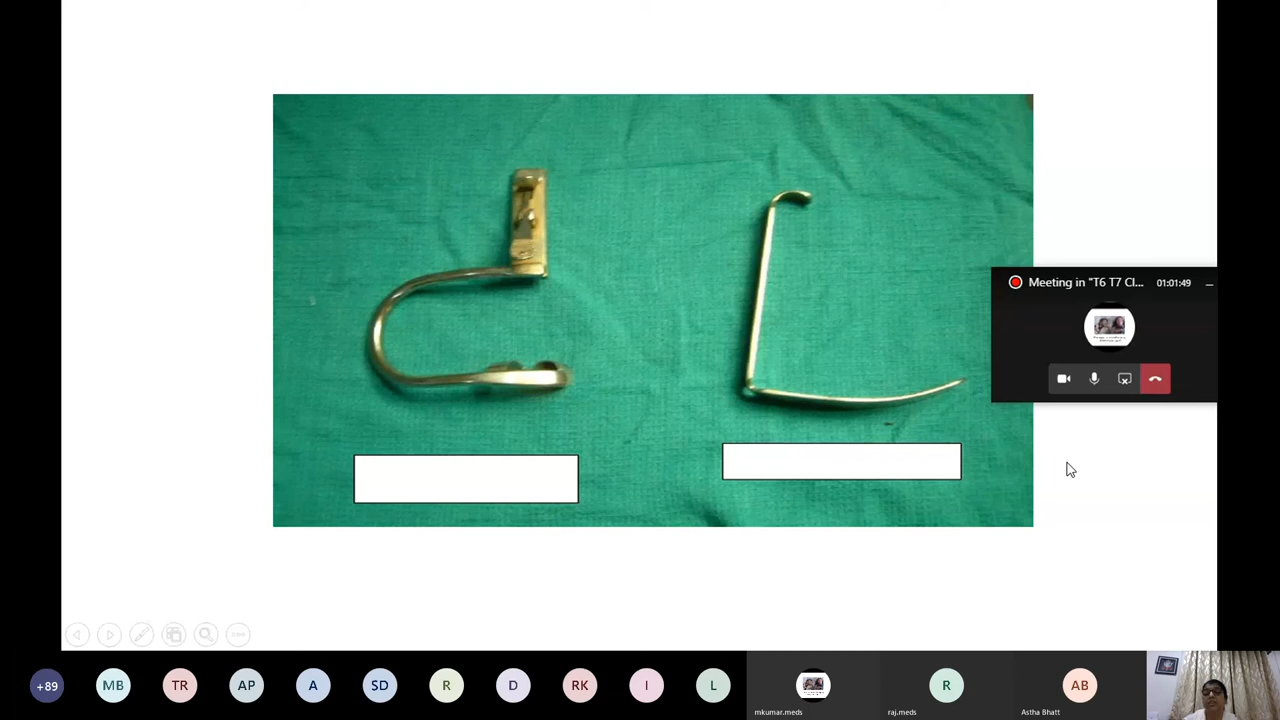 Meeting in "T6 T7 Cl... 01:01:49
+89 MB TR AP A SD R D RK I L R AB
mkumar.meds raj.meds Astha Bhatt